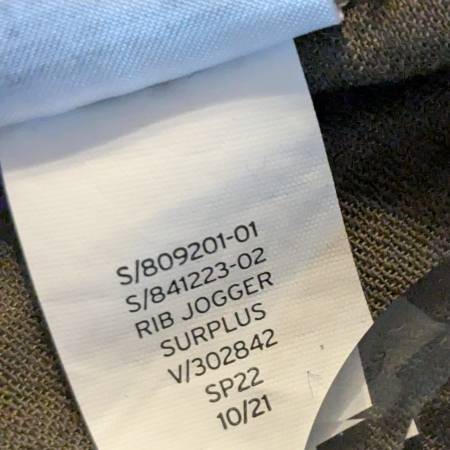 S/809201-01
S/841223-02
RIB JOGGER
SURPLUS
V/302842
SP22
10/21